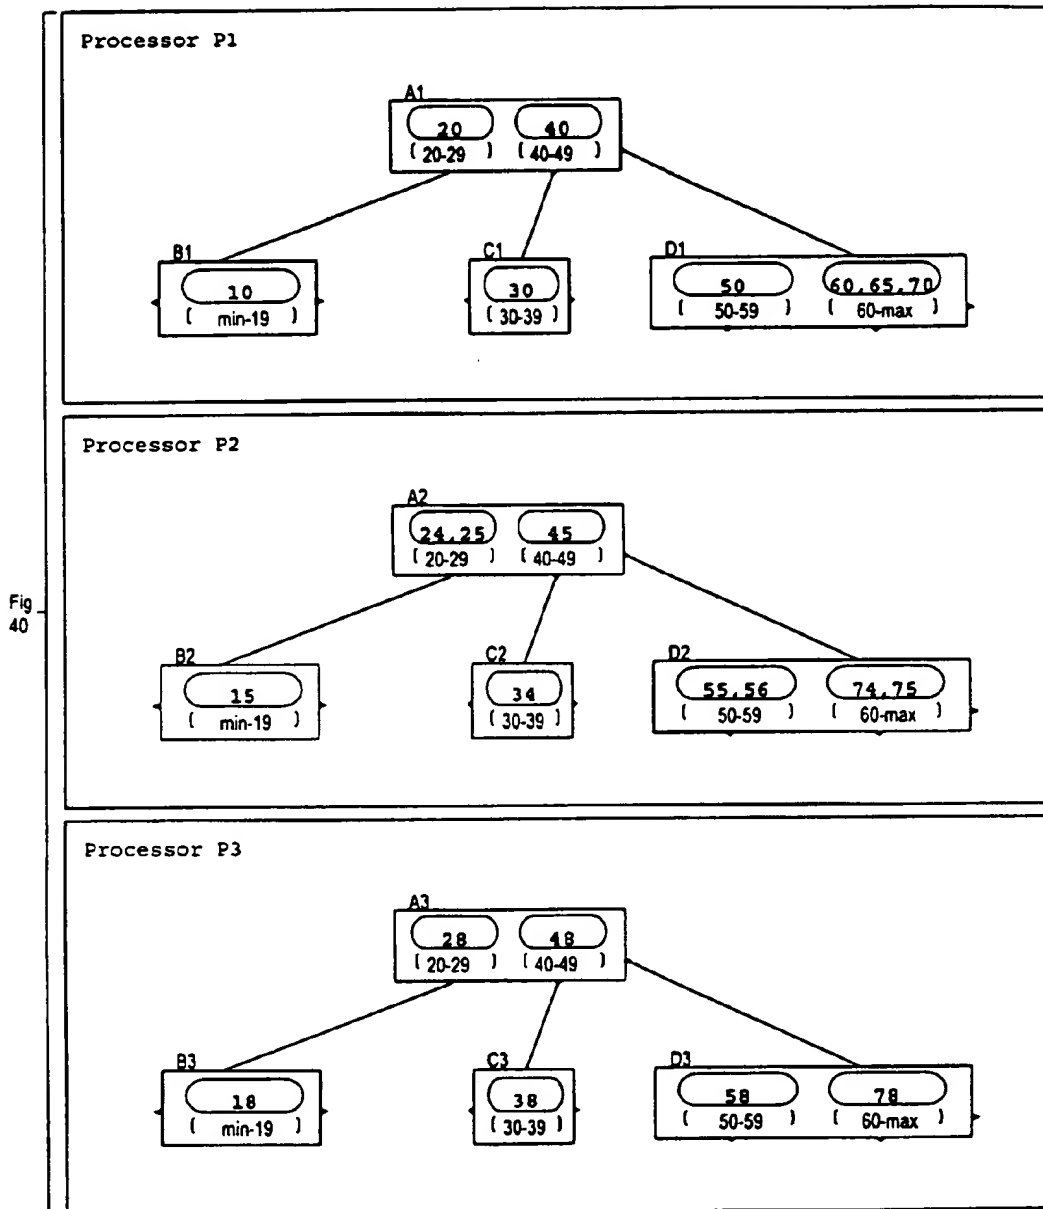 Processor P1
A1
20 40
( 20-29 ) ( 40-49 )
B1 C1 D1
10 30 50 60,65,70
( min-19 ) ( 30-39 ) ( 50-59 ) ( 60-max )
Processor P2
A2
24,25 45
( 20-29 ) ( 40-49 )
Fig
40
B2 C2 D2
15 34 55,56 74,75
( min-19 ) ( 30-39 ) ( 50-59 ) ( 60-max )
Processor P3
A3
28 48
( 20-29 ) ( 40-49 )
B3 C3 D3
18 38 58 78
( min-19 ) ( 30-39 ) ( 50-59 ) ( 60-max )